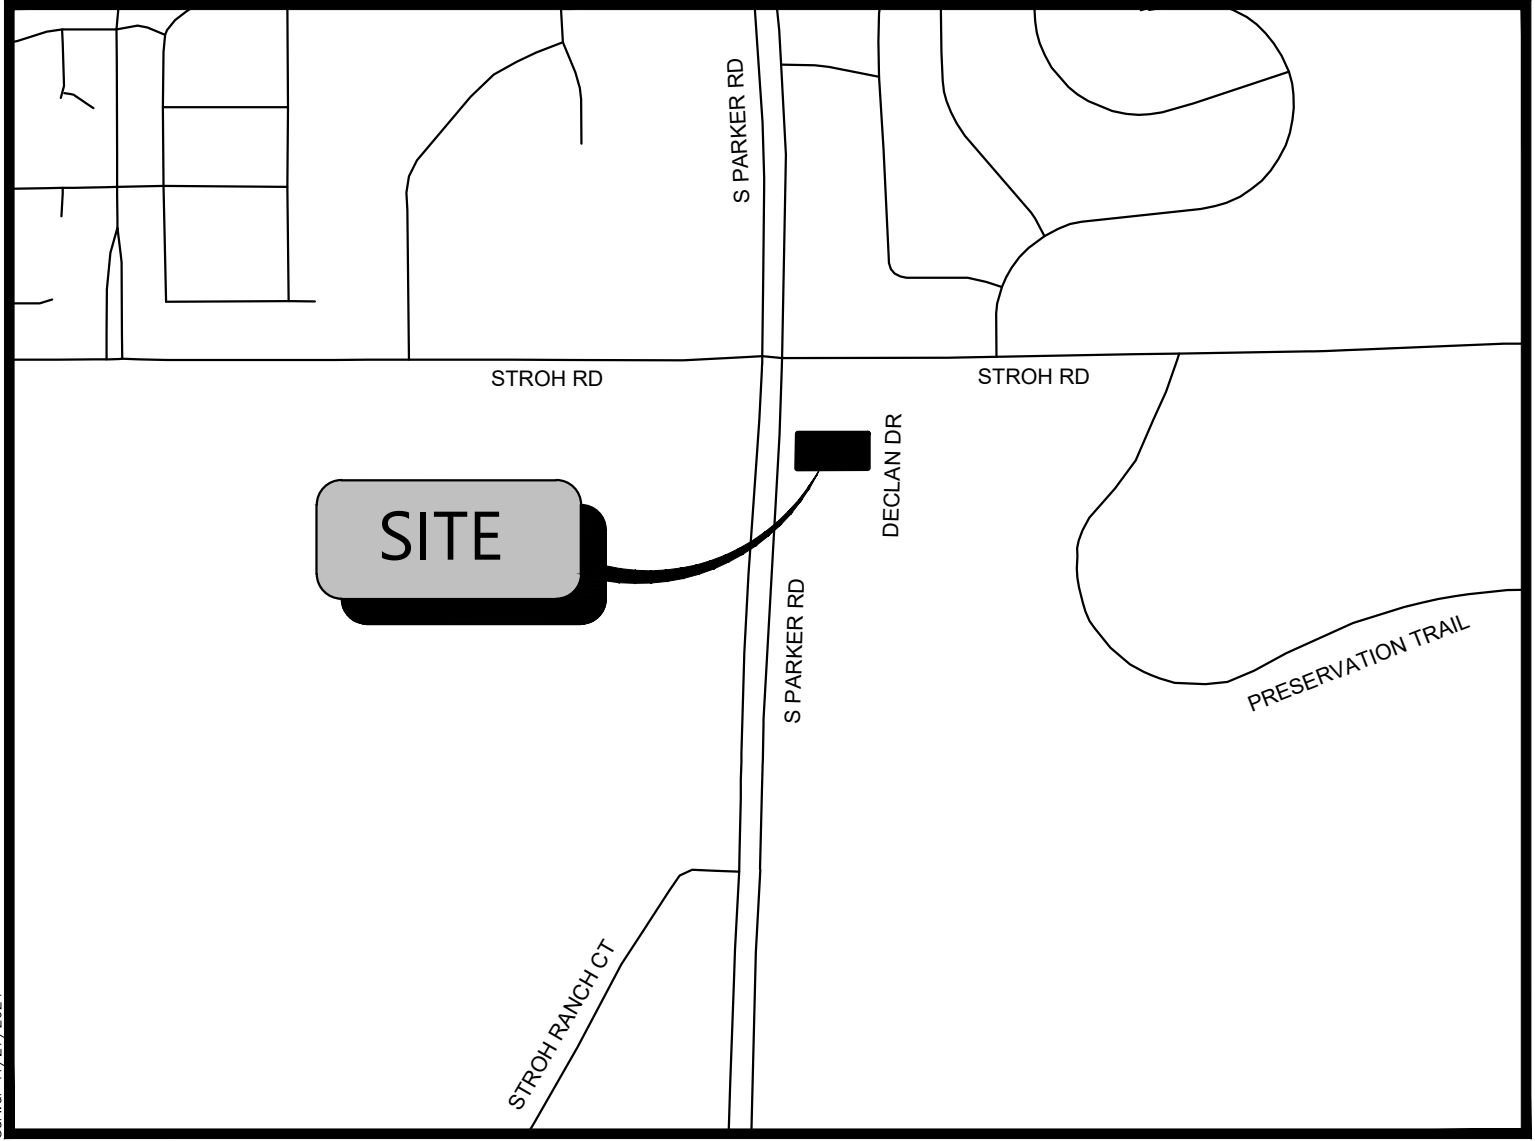 S PARKER RD
STROH RD
STROH RD
DECLAN DR
SITE
S PARKER RD
PRESERVATION TRAIL
STROH RANCH CT